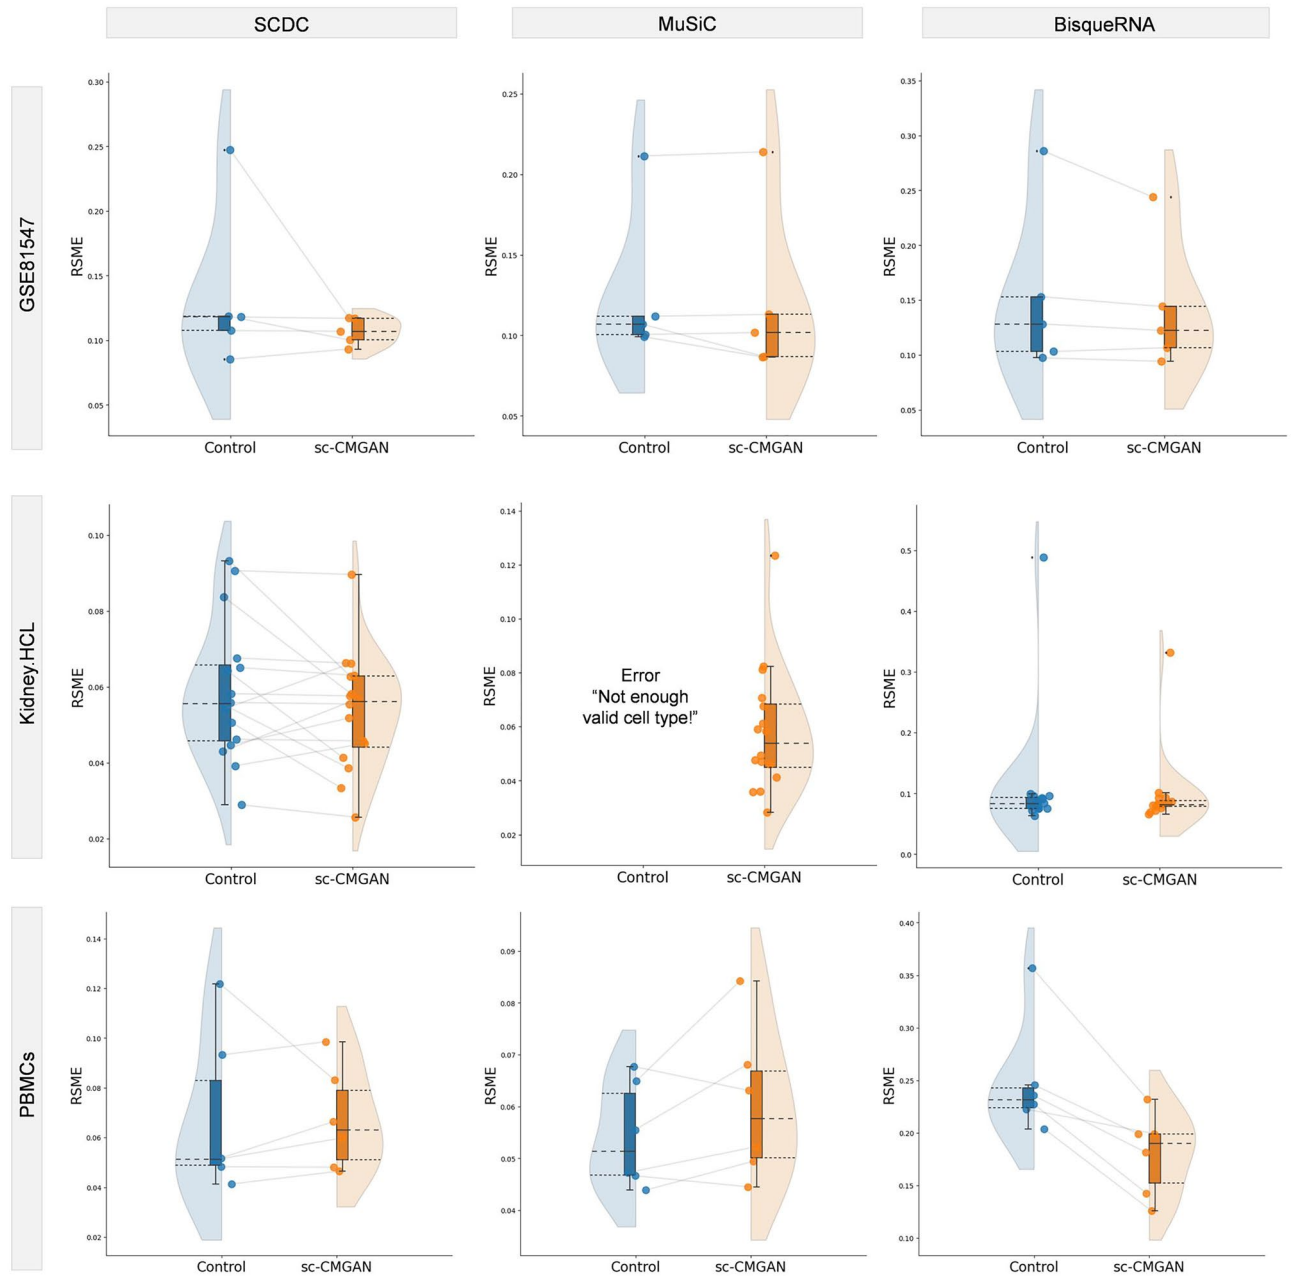 SCDC
MuSiC
BisqueRNA
GSE81547
RSME
0.30
0.25
0.20
0.15
0.10
0.05
Control
sc-CMGAN
RSME
0.25
0.20
0.15
0.10
0.05
Control
sc-CMGAN
RSME
0.35
0.30
0.25
0.20
0.15
0.10
0.05
Control
sc-CMGAN
Kidney.HCL
RSME
0.10
0.08
0.06
0.04
0.02
Control
sc-CMGAN
RSME
0.14
0.12
0.10
0.08
0.06
0.04
0.02
Error
“Not enough
valid cell type!”
Control
sc-CMGAN
RSME
0.5
0.4
0.3
0.2
0.1
0.0
Control
sc-CMGAN
PBMCs
RSME
0.14
0.12
0.10
0.08
0.06
0.04
0.02
Control
sc-CMGAN
RSME
0.09
0.08
0.07
0.06
0.05
0.04
Control
sc-CMGAN
RSME
0.40
0.35
0.30
0.25
0.20
0.15
0.10
Control
sc-CMGAN